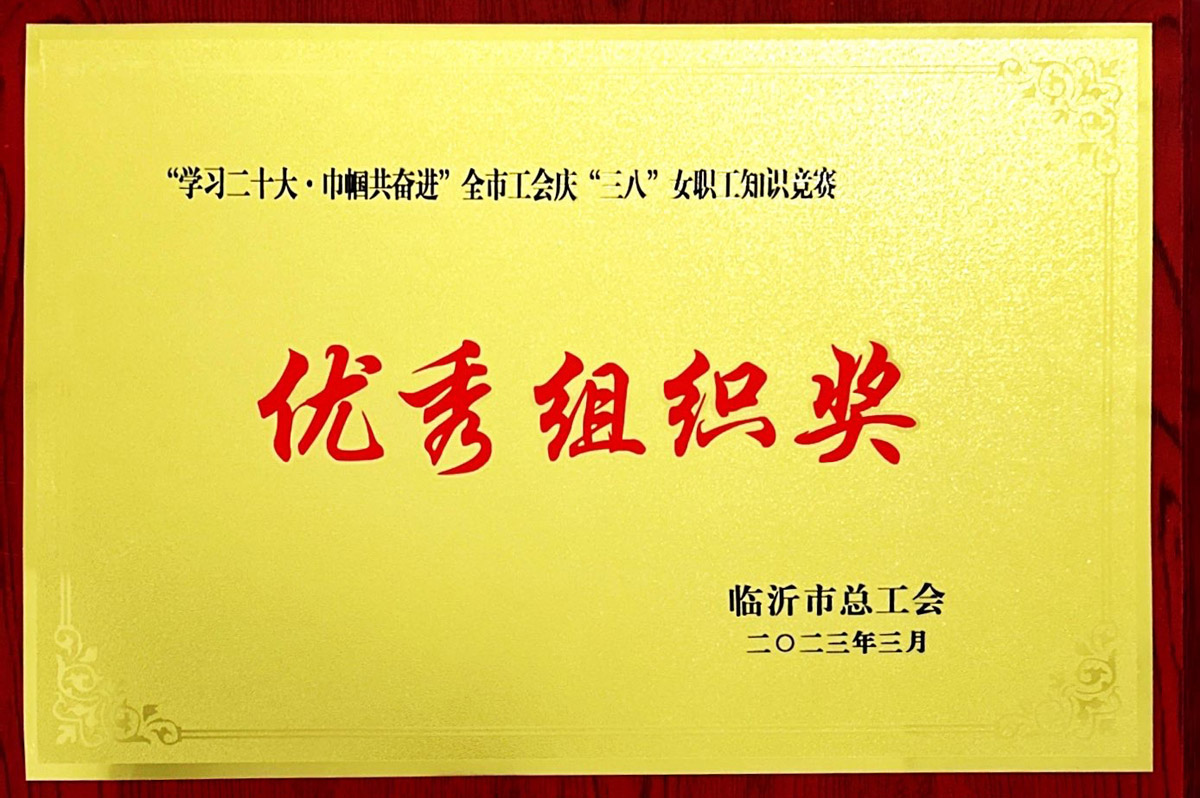 “学习二十大·巾帼共奋进”全市工会庆“三八”女职工知识竞赛
优秀组织奖
临沂市总工会
二〇二三年三月